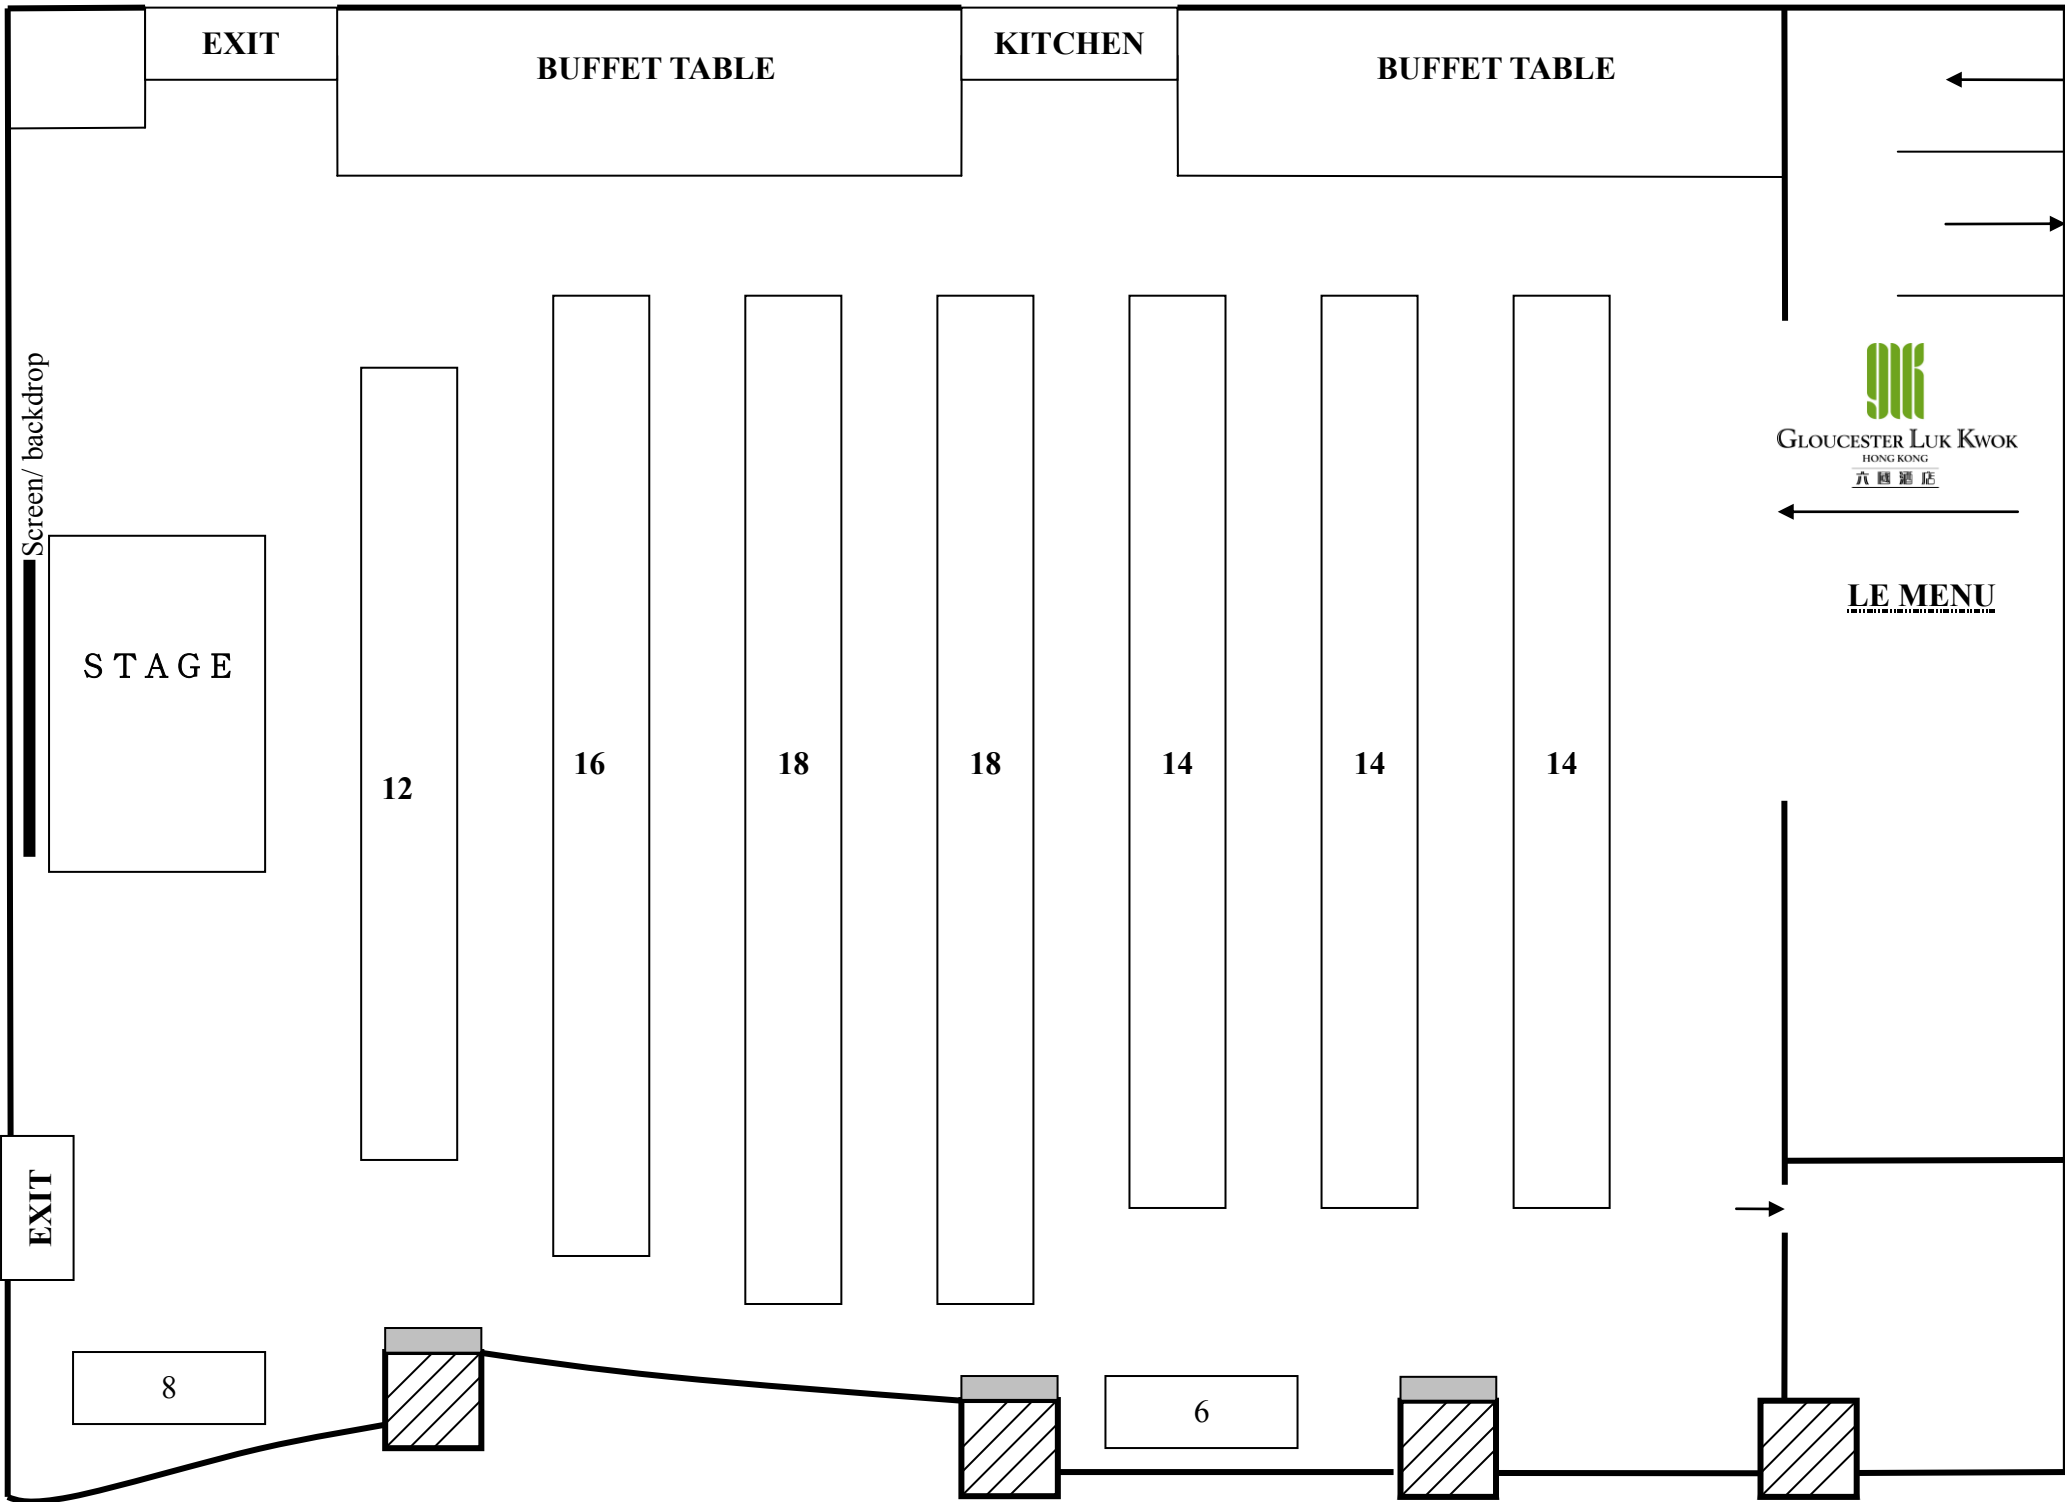 EXIT
BUFFET TABLE
KITCHEN
BUFFET TABLE
Screen/ backdrop
GLOUCESTER LUK KWOK
HONG KONG
六國酒店
LE MENU
STAGE
12
16
18
18
14
14
14
EXIT
8
6